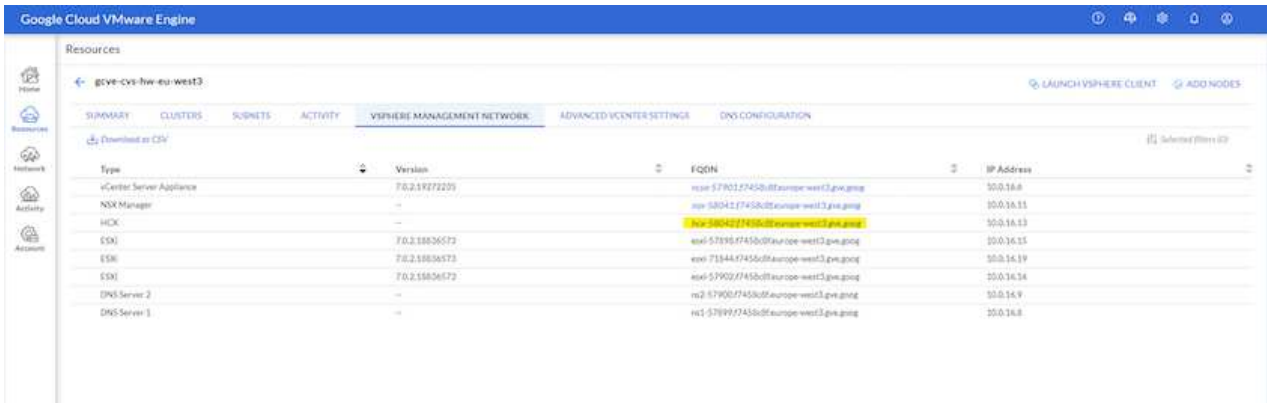 Google Cloud VMware Engine
Resources
gcve-cvs-hw-eu-west3
LAUNCH VSPHERE CLIENT ADD NODES
Home
Resources
Network
Activity
Account
SUMMARY CLUSTERS SUBNETS ACTIVITY VSPHERE MANAGEMENT NETWORK ADVANCED VCENTER SETTINGS DNS CONFIGURATION
Download as CSV Selected filters (0)
Type Version FQDN IP Address
vCenter Server Appliance 7.0.2.19272235 10.0.16.6
NSX Manager -- 10.0.16.11
HCX -- 10.0.16.13
ESXi 7.0.2.18836573 10.0.16.15
ESXi 7.0.2.18836573 10.0.16.19
ESXi 7.0.2.18836573 10.0.16.14
DNS Server 2 -- 10.0.16.9
DNS Server 1 -- 10.0.16.8